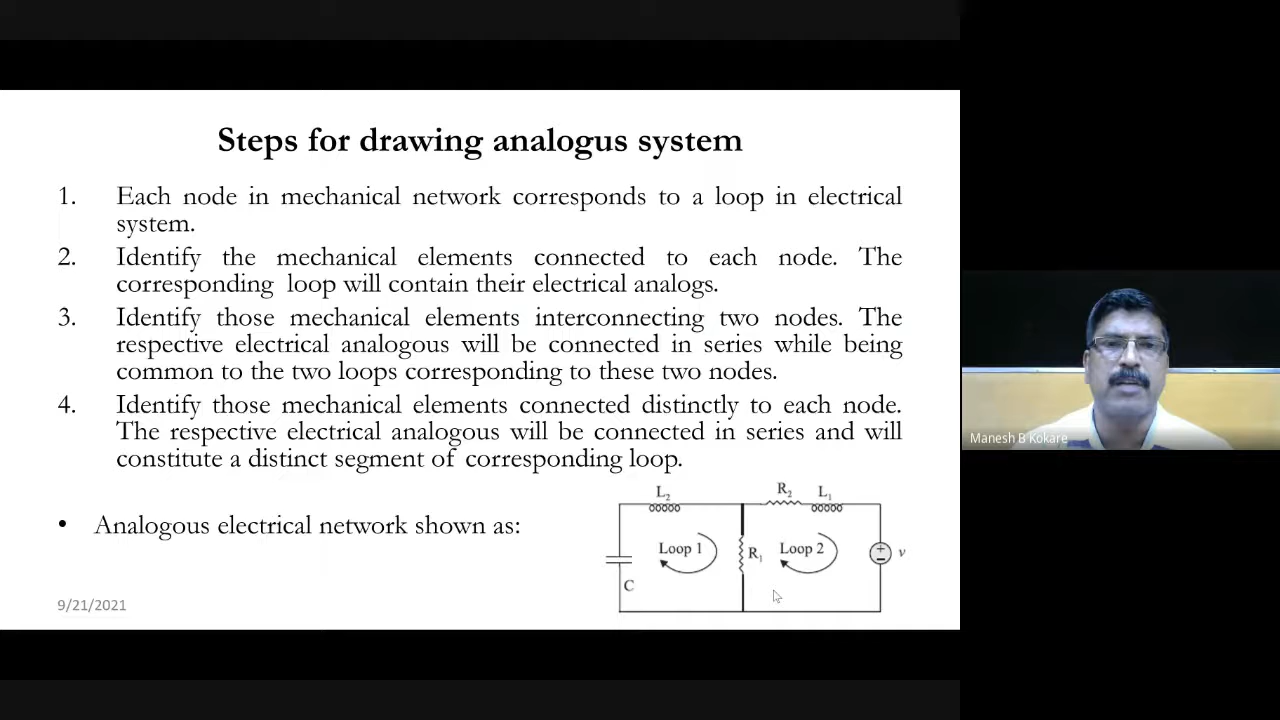 Steps for drawing analogus system
1. Each node in mechanical network corresponds to a loop in electrical
system.
2. Identify the mechanical elements connected to each node. The
corresponding loop will contain their electrical analogs.
3. Identify those mechanical elements interconnecting two nodes. The
respective electrical analogous will be connected in series while being
common to the two loops corresponding to these two nodes.
4. Identify those mechanical elements connected distinctly to each node.
The respective electrical analogous will be connected in series and will
constitute a distinct segment of corresponding loop.
• Analogous electrical network shown as:
L₂
R₂ L₁
Loop 1
R₁
Loop 2
v
C
9/21/2021
Manesh B Kokare